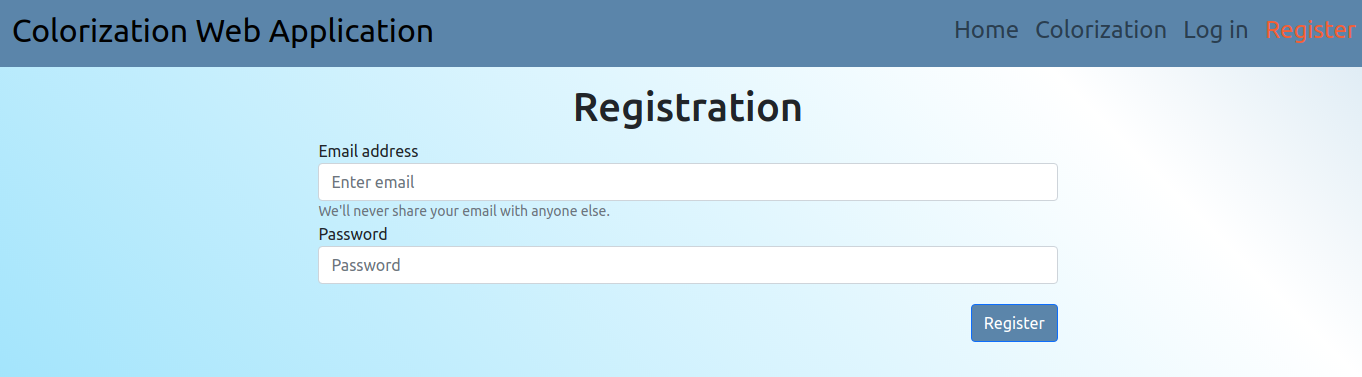 Colorization Web Application Home Colorization Log in Register
Registration
Email address
Enter email
We'll never share your email with anyone else.
Password
Password
Register